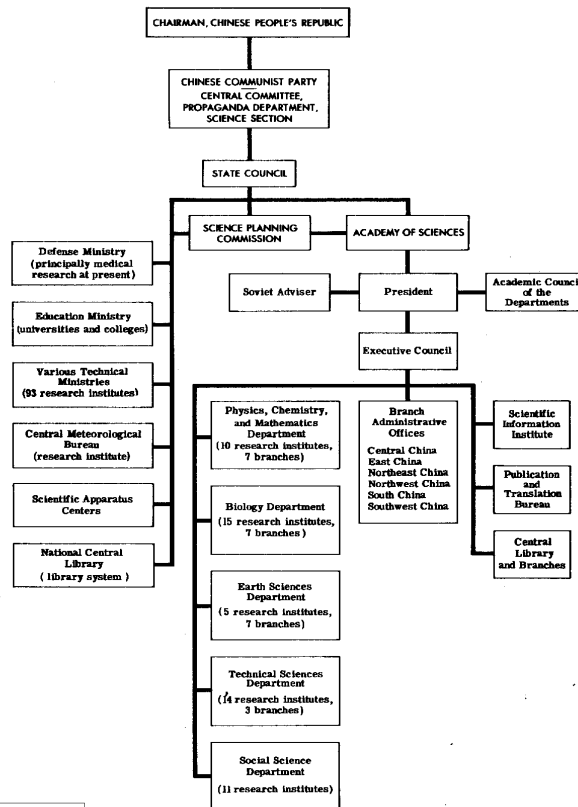 CHAIRMAN, CHINESE PEOPLE'S REPUBLIC
CHINESE COMMUNIST PARTY
CENTRAL COMMITTEE,
PROPAGANDA DEPARTMENT,
SCIENCE SECTION
STATE COUNCIL
SCIENCE PLANNING
COMMISSION
ACADEMY OF SCIENCES
Defense Ministry
(principally medical
research at present)
Education Ministry
(universities and colleges)
Various Technical
Ministries
(93 research institutes)
Central Meteorological
Bureau
(research institute)
Scientific Apparatus
Centers
National Central
Library
(library system)
Soviet Adviser
President
Academic Council
of the
Departments
Executive Council
Physics, Chemistry,
and Mathematics
Department
(10 research institutes,
7 branches)
Biology Department
(15 research institutes,
7 branches)
Earth Sciences
Department
(5 research institutes,
7 branches)
Technical Sciences
Department
(14 research institutes,
3 branches)
Social Science
Department
(11 research institutes)
Branch
Administrative
Offices
Central China
East China
Northeast China
Northwest China
South China
Southwest China
Scientific
Information
Institute
Publication
and
Translation
Bureau
Central
Library
and Branches